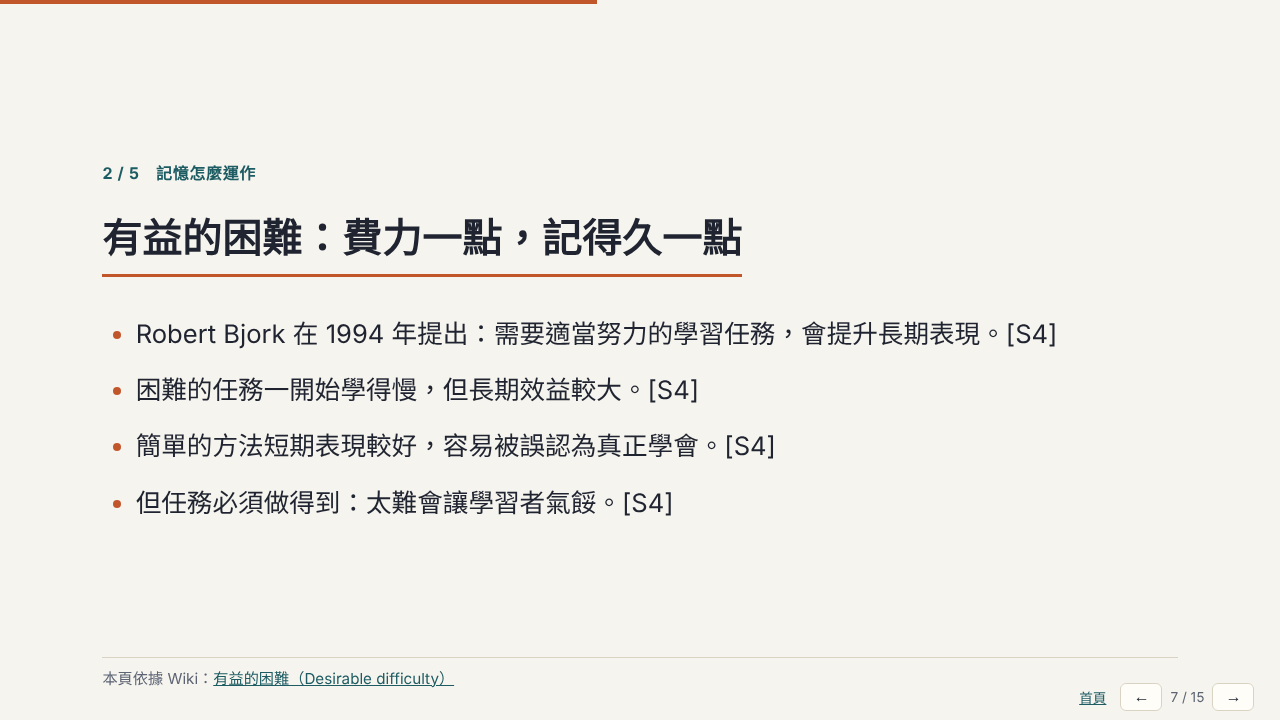 2 / 5 記憶怎麼運作
有益的困難：費力一點，記得久一點
Robert Bjork 在 1994 年提出：需要適當努力的學習任務，會提升長期表現。[S4]
困難的任務一開始學得慢，但長期效益較大。[S4]
簡單的方法短期表現較好，容易被誤認為真正學會。[S4]
但任務必須做得到：太難會讓學習者氣餒。[S4]
本頁依據 Wiki：有益的困難（Desirable difficulty）
首頁 ← 7 / 15 →